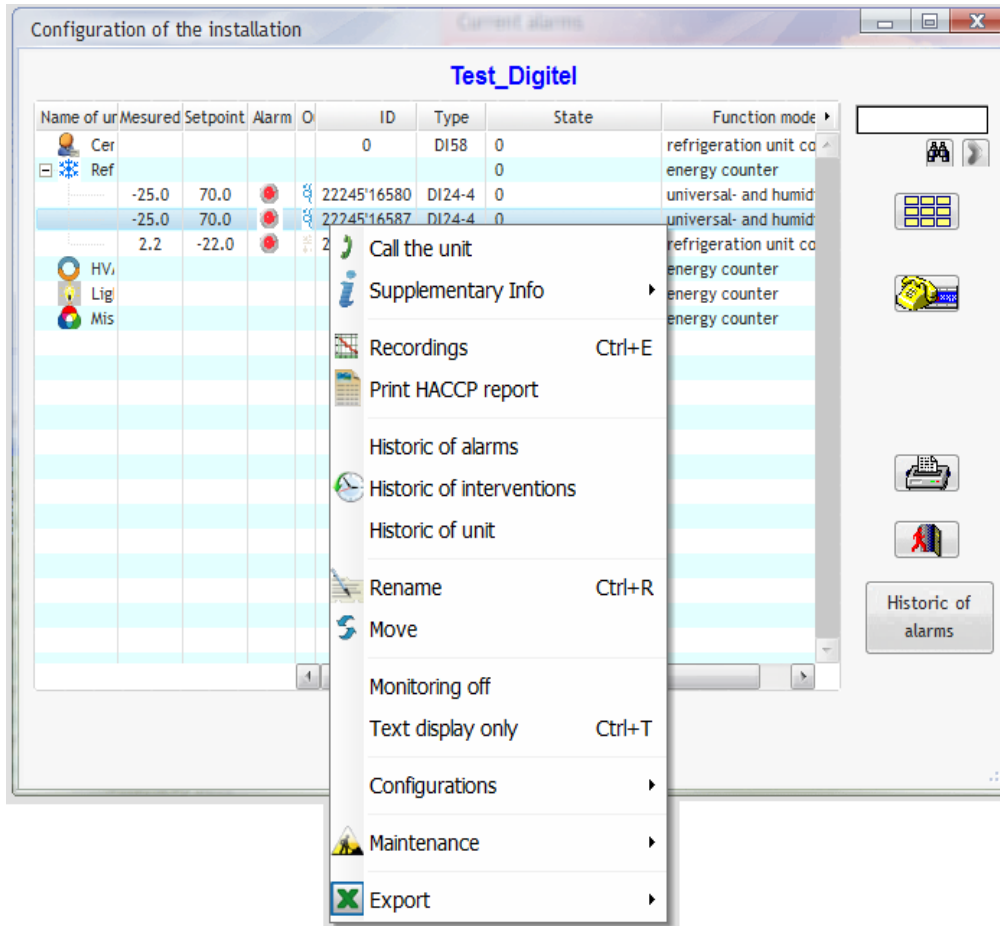 Current alarms
Configuration of the installation
Test_Digitel
Name of ur Mesured Setpoint Alarm O ID Type State Function mode
Cer 0 DI58 0 refrigeration unit co
Ref 0 energy counter
-25.0 70.0 22245'16580 DI24-4 0 universal- and humid
-25.0 70.0 22245'16587 DI24-4 0 universal- and humid
2.2 -22.0 2 refrigeration unit co
HV energy counter
Lig energy counter
Mis energy counter
Call the unit
Supplementary Info
Recordings Ctrl+E
Print HACCP report
Historic of alarms
Historic of interventions
Historic of unit
Rename Ctrl+R
Move
Monitoring off
Text display only Ctrl+T
Configurations
Maintenance
Export
xxx
Historic of
alarms